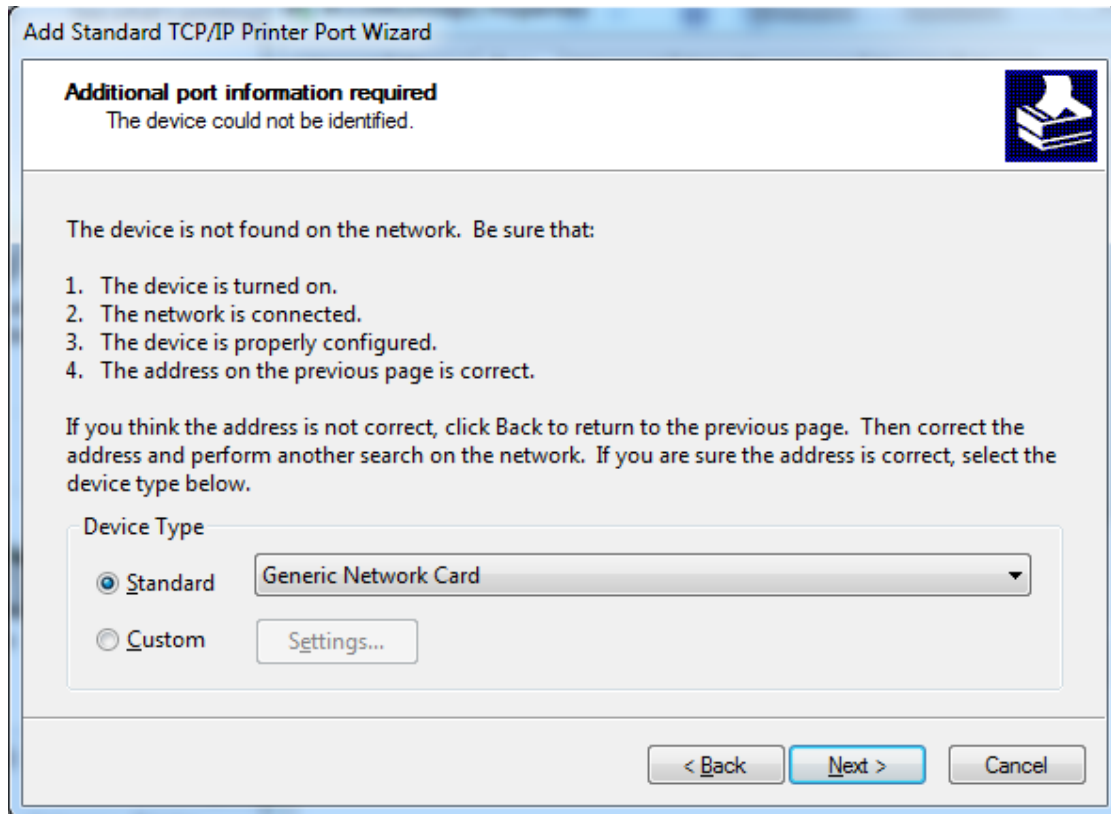 Add Standard TCP/IP Printer Port Wizard
Additional port information required
The device could not be identified.
The device is not found on the network.  Be sure that:
1.  The device is turned on.
2.  The network is connected.
3.  The device is properly configured.
4.  The address on the previous page is correct.
If you think the address is not correct, click Back to return to the previous page.  Then correct the
address and perform another search on the network.  If you are sure the address is correct, select the
device type below.
Device Type
Standard
Generic Network Card
Custom
Settings...
< Back
Next >
Cancel